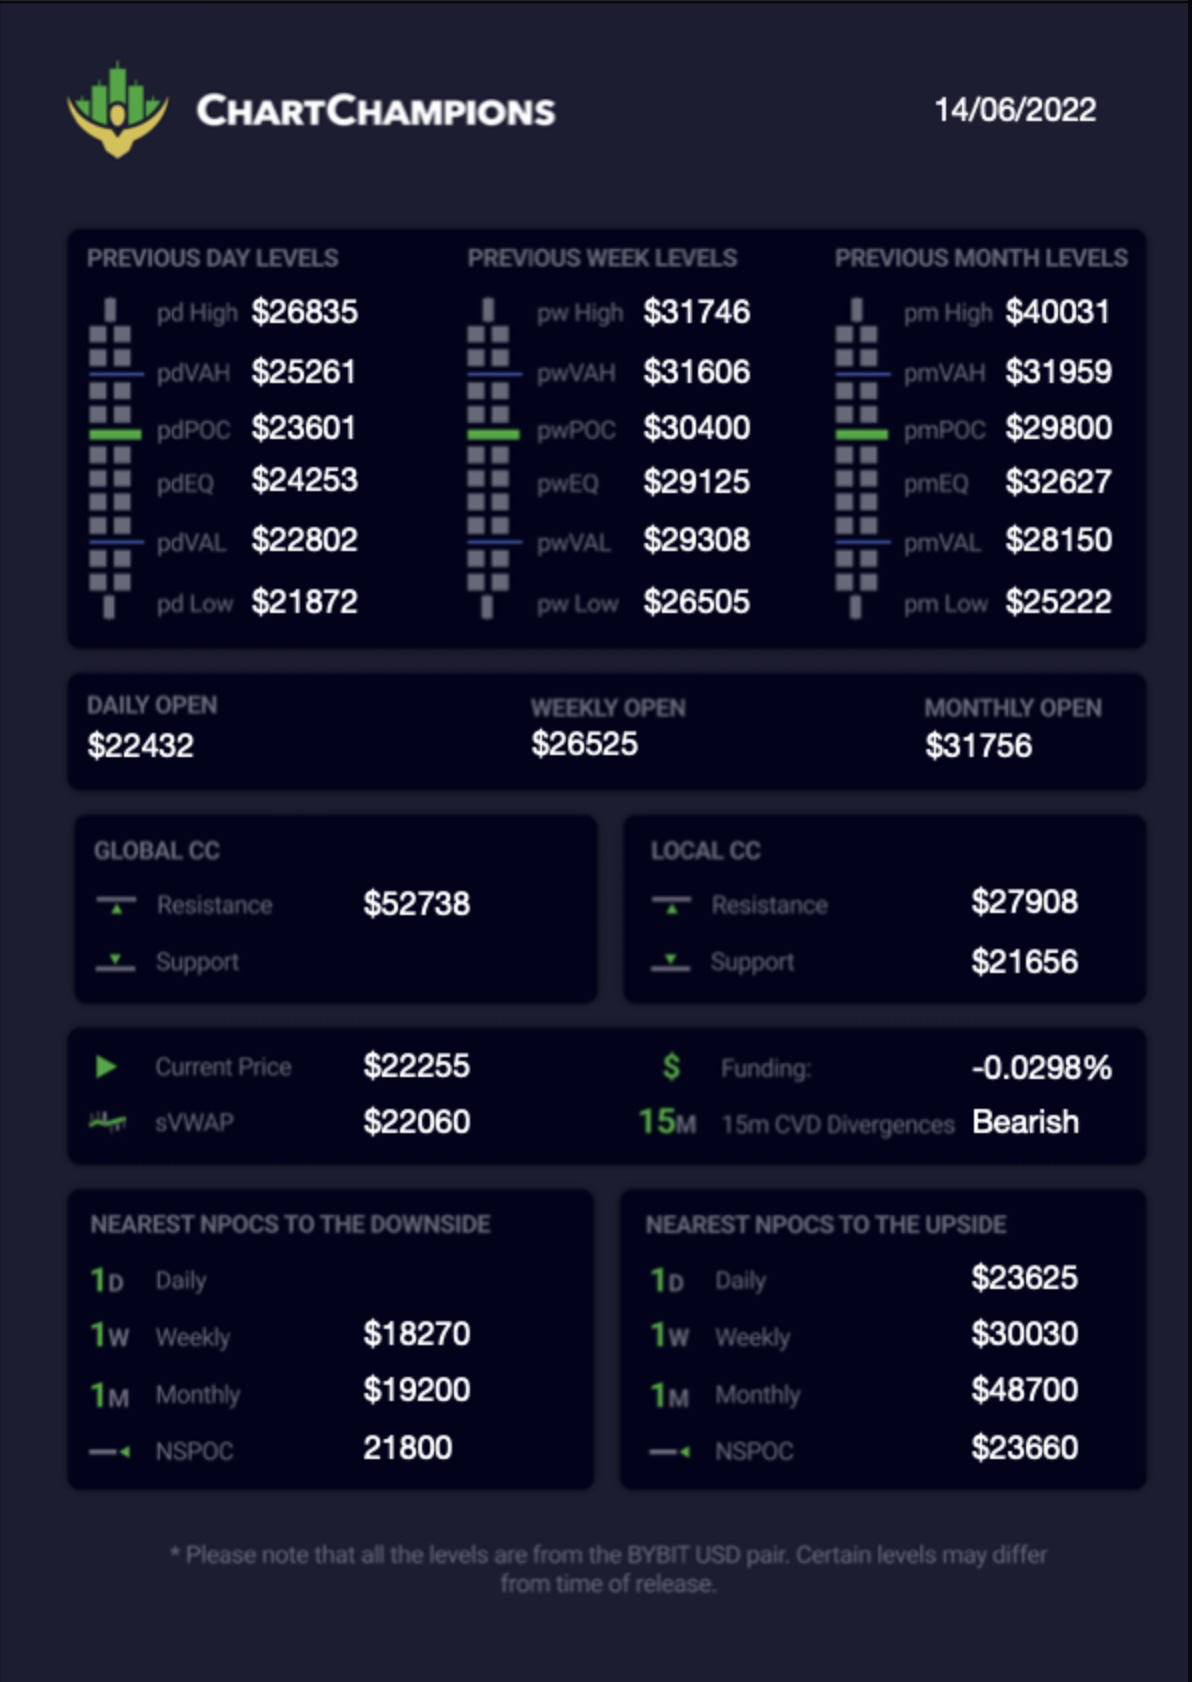 CHARTCHAMPIONS
14/06/2022
PREVIOUS DAY LEVELS PREVIOUS WEEK LEVELS PREVIOUS MONTH LEVELS
pd High $26835 pw High $31746 pm High $40031
pdVAH $25261 pwVAH $31606 pmVAH $31959
pdPOC $23601 pwPOC $30400 pmPOC $29800
pdEQ $24253 pwEQ $29125 pmEQ $32627
pdVAL $22802 pwVAL $29308 pmVAL $28150
pd Low $21872 pw Low $26505 pm Low $25222
DAILY OPEN WEEKLY OPEN MONTHLY OPEN
$22432 $26525 $31756
GLOBAL CC
Resistance $52738
Support
LOCAL CC
Resistance $27908
Support $21656
Current Price $22255 $ Funding: -0.0298%
sVWAP $22060 15M 15m CVD Divergences Bearish
NEAREST NPOCS TO THE DOWNSIDE
1D Daily
1W Weekly $18270
1M Monthly $19200
NSPOC 21800
NEAREST NPOCS TO THE UPSIDE
1D Daily $23625
1W Weekly $30030
1M Monthly $48700
NSPOC $23660
* Please note that all the levels are from the BYBIT USD pair. Certain levels may differ
from time of release.